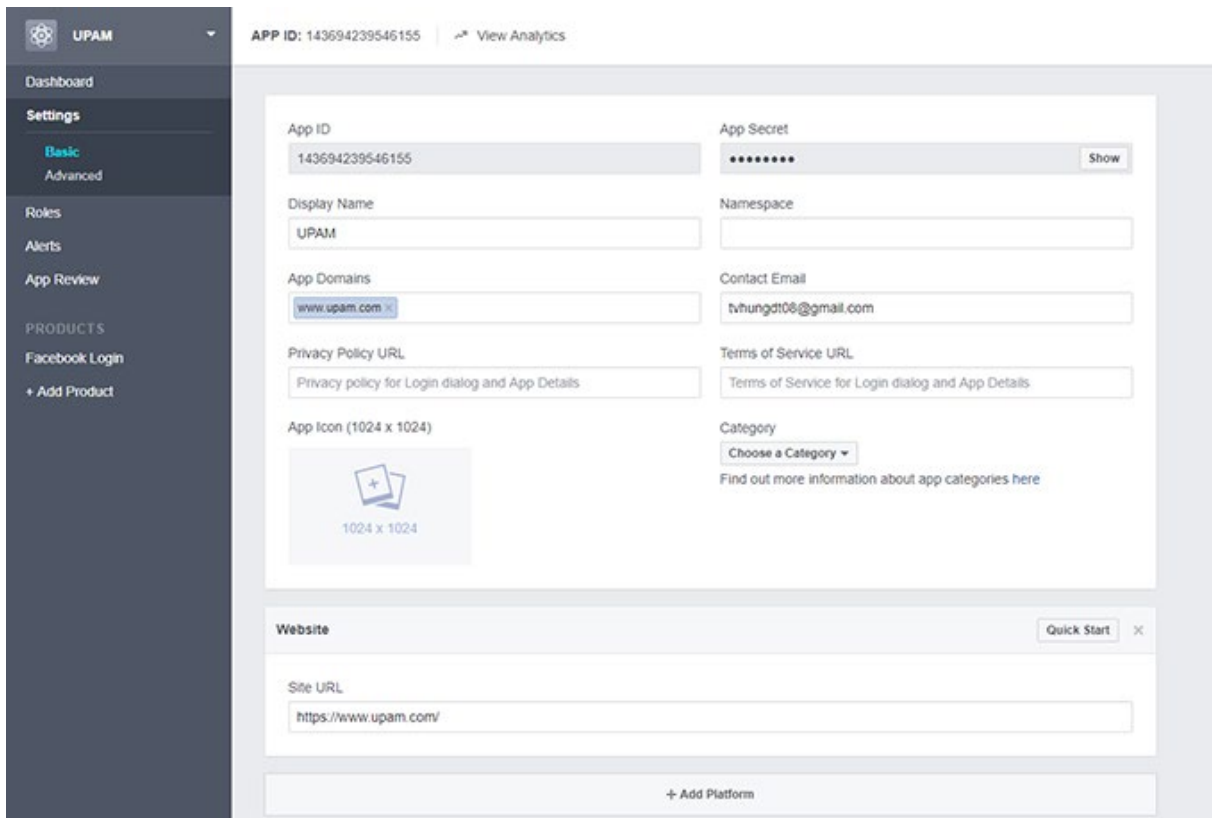 UPAM
APP ID: 143694239546155 View Analytics
Dashboard
Settings
Basic
Advanced
Roles
Alerts
App Review
PRODUCTS
Facebook Login
+ Add Product
App ID App Secret
143694239546155 •••••••• Show
Display Name Namespace
UPAM
App Domains Contact Email
www.upam.com × tvhungdt08@gmail.com
Privacy Policy URL Terms of Service URL
Privacy policy for Login dialog and App Details Terms of Service for Login dialog and App Details
App Icon (1024 x 1024) Category
Choose a Category
Find out more information about app categories here
1024 x 1024
Website Quick Start ×
Site URL
https://www.upam.com/
+ Add Platform